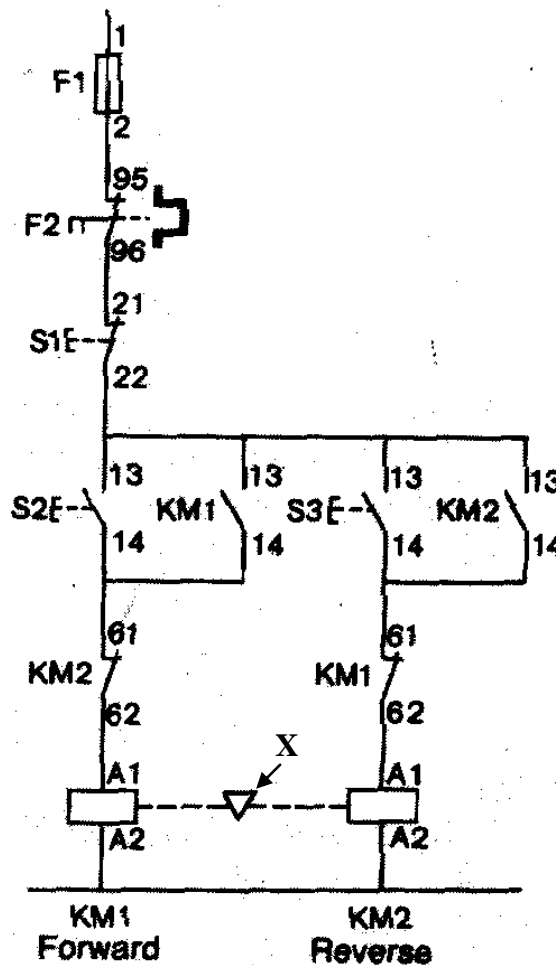 1
F1
2
95
F2
96
21
S1
22
13 13 13 13
S2 KM1 S3 KM2
14 14 14 14
61 61
KM2 KM1
62 62
X
A1 A1
A2 A2
KM1 KM2
Forward Reverse